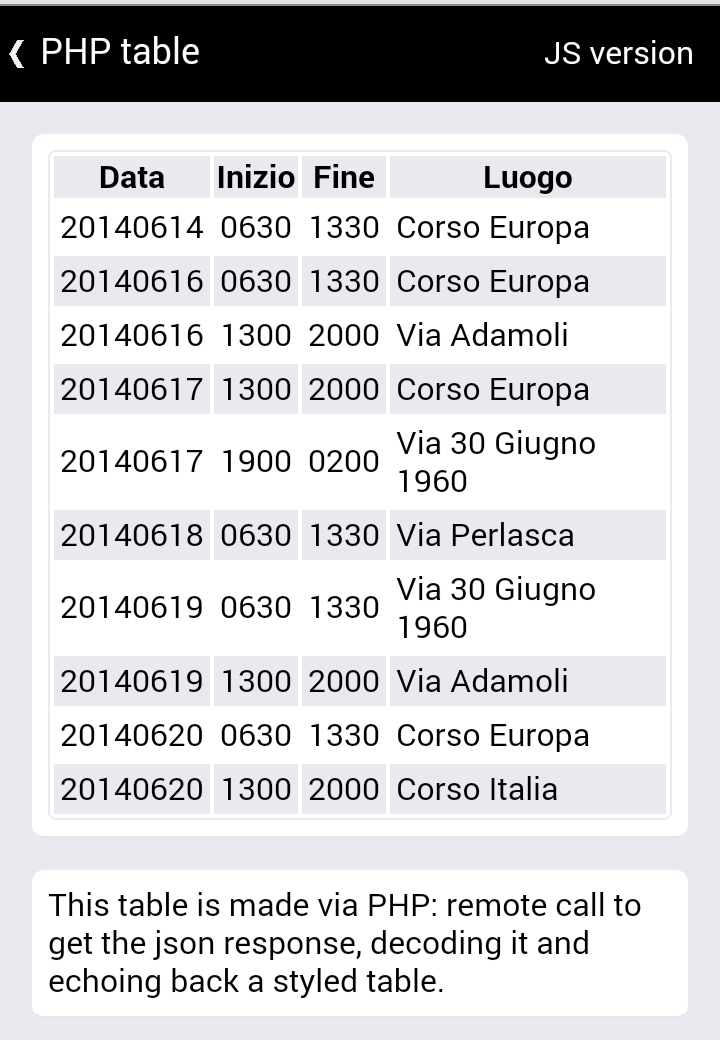 ❮ PHP table JS version
Data Inizio Fine Luogo
20140614 0630 1330 Corso Europa
20140616 0630 1330 Corso Europa
20140616 1300 2000 Via Adamoli
20140617 1300 2000 Corso Europa
20140617 1900 0200 Via 30 Giugno
1960
20140618 0630 1330 Via Perlasca
20140619 0630 1330 Via 30 Giugno
1960
20140619 1300 2000 Via Adamoli
20140620 0630 1330 Corso Europa
20140620 1300 2000 Corso Italia
This table is made via PHP: remote call to
get the json response, decoding it and
echoing back a styled table.